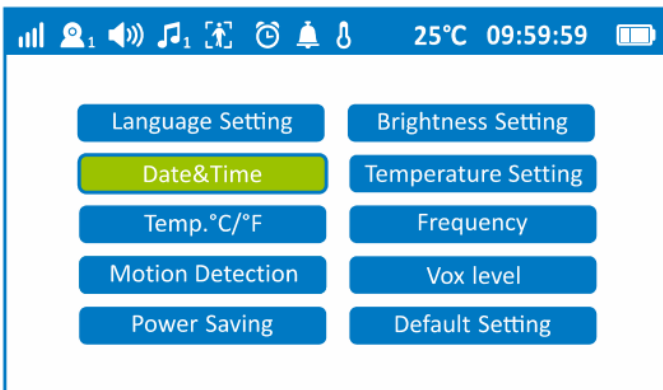 1 1 25°C 09:59:59
Language Setting Brightness Setting
Date&Time Temperature Setting
Temp.°C/°F Frequency
Motion Detection Vox level
Power Saving Default Setting